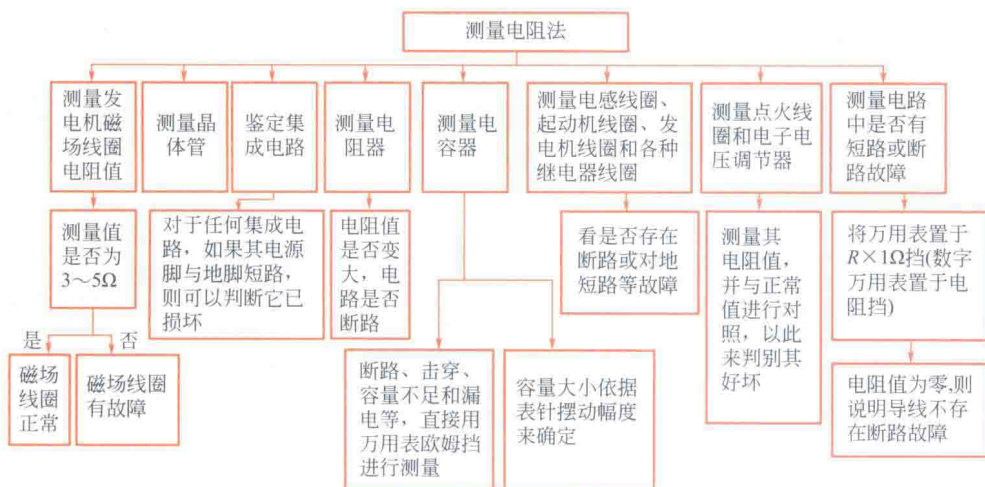 测量电阻法
测量发
电机磁
场线圈
电阻值
测量晶
体管
鉴定集
成电路
测量电
阻器
测量电
容器
测量电感线圈、
起动机线圈、发
电机线圈和各种
继电器线圈
测量点火线
圈和电子电
压调节器
测量电路
中是否有
短路或断
路故障
测量值
是否为
3～5Ω
对于任何集成电
路，如果其电源
脚与地脚短路，
则可以判断它已
损坏
电阻值
是否变
大，电
路是否
断路
看是否存在
断路或对地
短路等故障
测量其
电阻值，
并与正常
值进行对
照，以此
来判别其
好坏
将万用表置于
R×1Ω挡(数字
万用表置于电
阻挡)
是
否
磁场
线圈
正常
磁场线圈
有故障
断路、击穿、
容量不足和漏
电等，直接用
万用表欧姆挡
进行测量
容量大小依据
表针摆动幅度
来确定
电阻值为零,则
说明导线不存
在断路故障